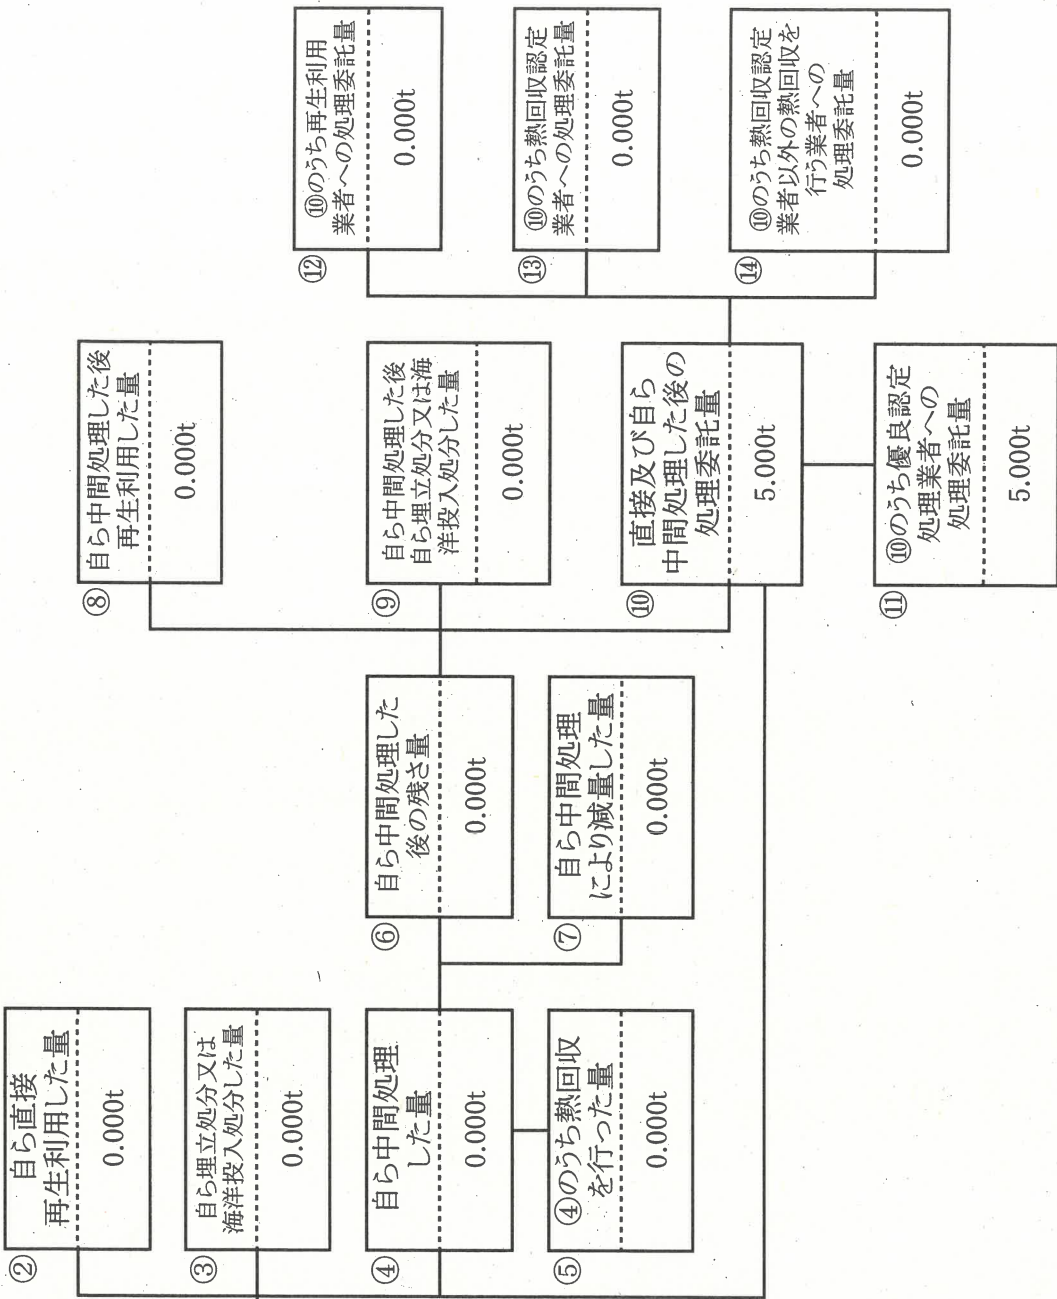 ②
自ら直接
再生利用した量
0.000t
③
自ら埋立処分又は
海洋投入処分した量
0.000t
④
自ら中間処理
した量
0.000t
⑤
④のうち熱回収
を行った量
0.000t
⑥
自ら中間処理した
後の残さ量
0.000t
⑦
自ら中間処理
により減量した量
0.000t
⑧
自ら中間処理した後
再生利用した量
0.000t
⑨
自ら中間処理した後
自ら埋立処分又は海
洋投入処分した量
0.000t
⑩
直接及び自ら
中間処理した後の
処理委託量
5.000t
⑪
⑩のうち優良認定
処理業者への
処理委託量
5.000t
⑫
⑩のうち再生利用
業者への処理委託量
0.000t
⑬
⑩のうち熱回収認定
業者への処理委託量
0.000t
⑭
⑩のうち熱回収認定
業者以外の熱回収を
行う業者への
処理委託量
0.000t